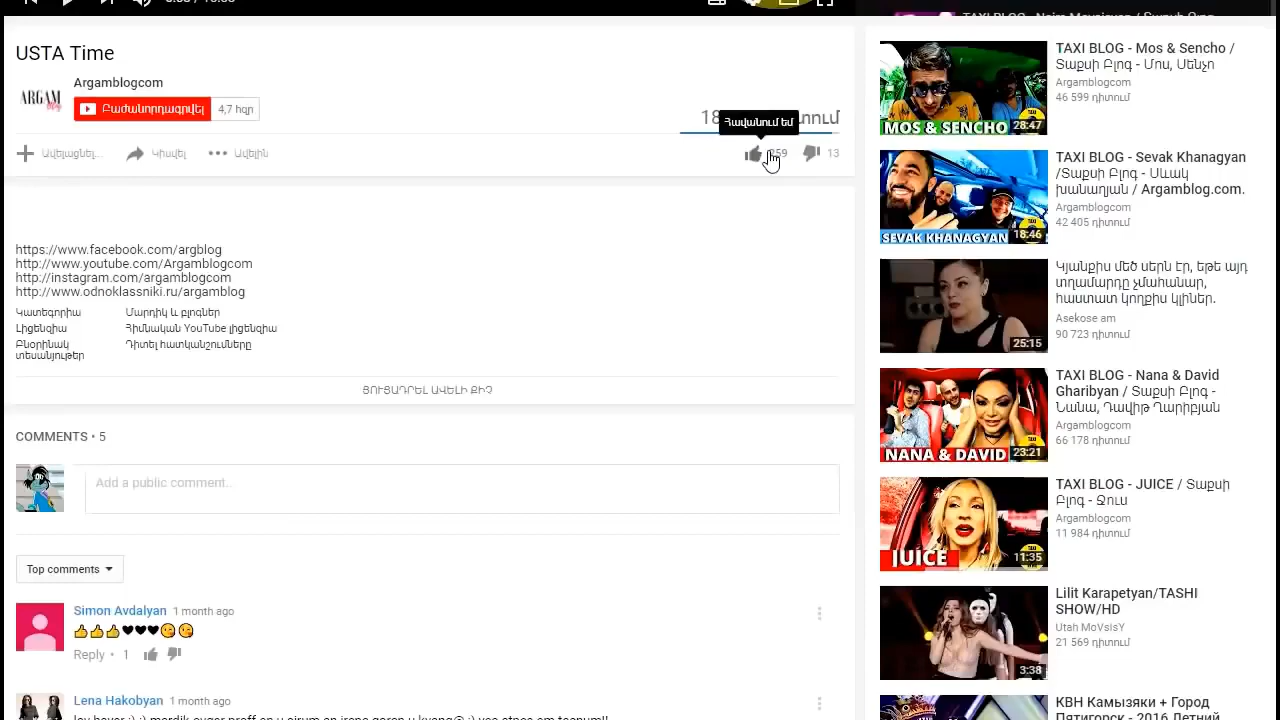 USTA Time
Argamblogcom
ARGAM
Բաժանորդագրվել
4,7 հզր
Հավանում եմ
Ավելացնել...
Կիսվել
Ավելին
13
https://www.facebook.com/argblog
http://www.youtube.com/Argamblogcom
http://instagram.com/argamblogcom
http://www.odnoklassniki.ru/argamblog
Կատեգորիա Մարդիկ և բլոգներ
Լիցենզիա Հիմնական YouTube լիցենզիա
Բնօրինակ Դիտել հատկանշումները
տեսանյութեր
ՑՈՒՑԱԴՐԵԼ ԱՎԵԼԻ ՔԻՉ
COMMENTS • 5
Add a public comment...
Top comments
Simon Avdalyan 1 month ago
👍👍👍♥♥♥😘😘
Reply • 1
Lena Hakobyan 1 month ago
MOS & SENCHO
28:47
TAXI BLOG - Mos & Sencho /
Տաքսի Բլոգ - Մոս, Սենչո
Argamblogcom
46 599 դիտում
SEVAK KHANAGYAN
18:46
TAXI BLOG - Sevak Khanagyan
/Տաքսի Բլոգ - Սևակ
խանաղյան / Argamblog.com.
Argamblogcom
42 405 դիտում
25:15
Կյանքիս մեծ սերն էր, եթե այդ
տղամարդը չմահանար,
հաստատ կողքիս կլիներ.
Asekose am
90 723 դիտում
NANA & DAVID
23:21
TAXI BLOG - Nana & David
Gharibyan / Տաքսի Բլոգ -
Նանա, Դավիթ Ղարիբյան
Argamblogcom
66 178 դիտում
JUICE
11:35
TAXI BLOG - JUICE / Տաքսի
Բլոգ - Ջուս
Argamblogcom
11 984 դիտում
3:38
Lilit Karapetyan/TASHI
SHOW/HD
Utah MoVsIsY
21 569 դիտում
КВН Камызяки + Город
Пятигорск - 2016 Летний